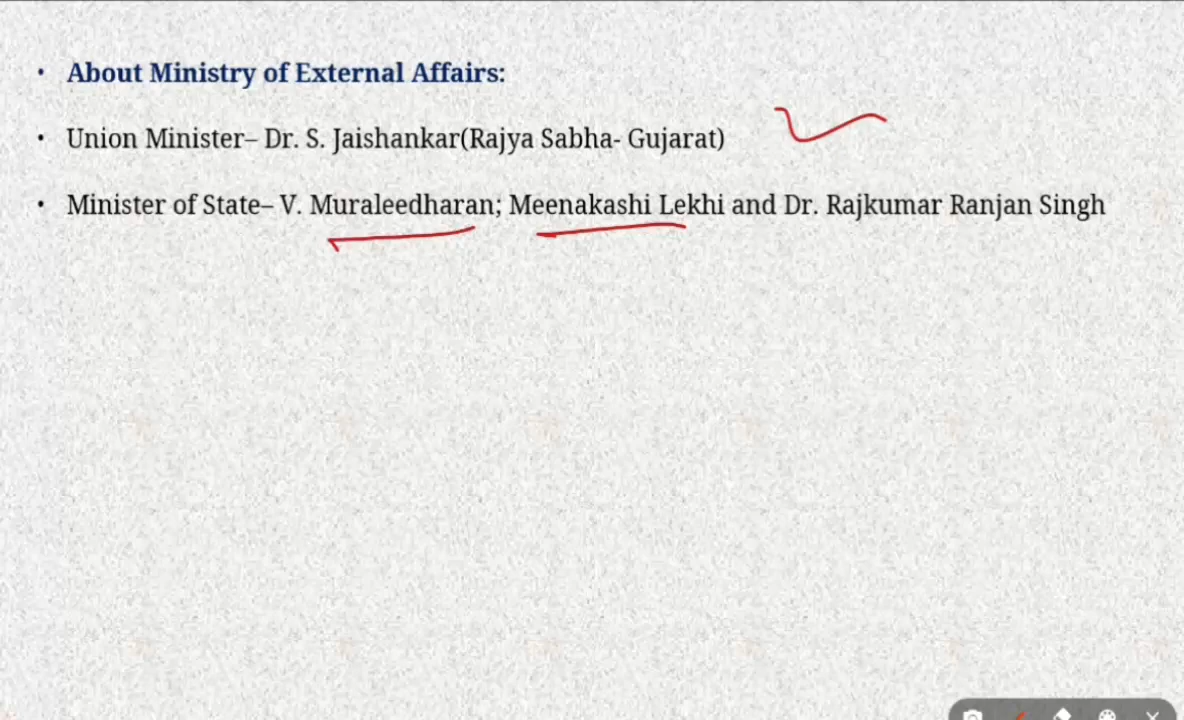 • About Ministry of External Affairs:
• Union Minister– Dr. S. Jaishankar(Rajya Sabha- Gujarat)
• Minister of State– V. Muraleedharan; Meenakashi Lekhi and Dr. Rajkumar Ranjan Singh